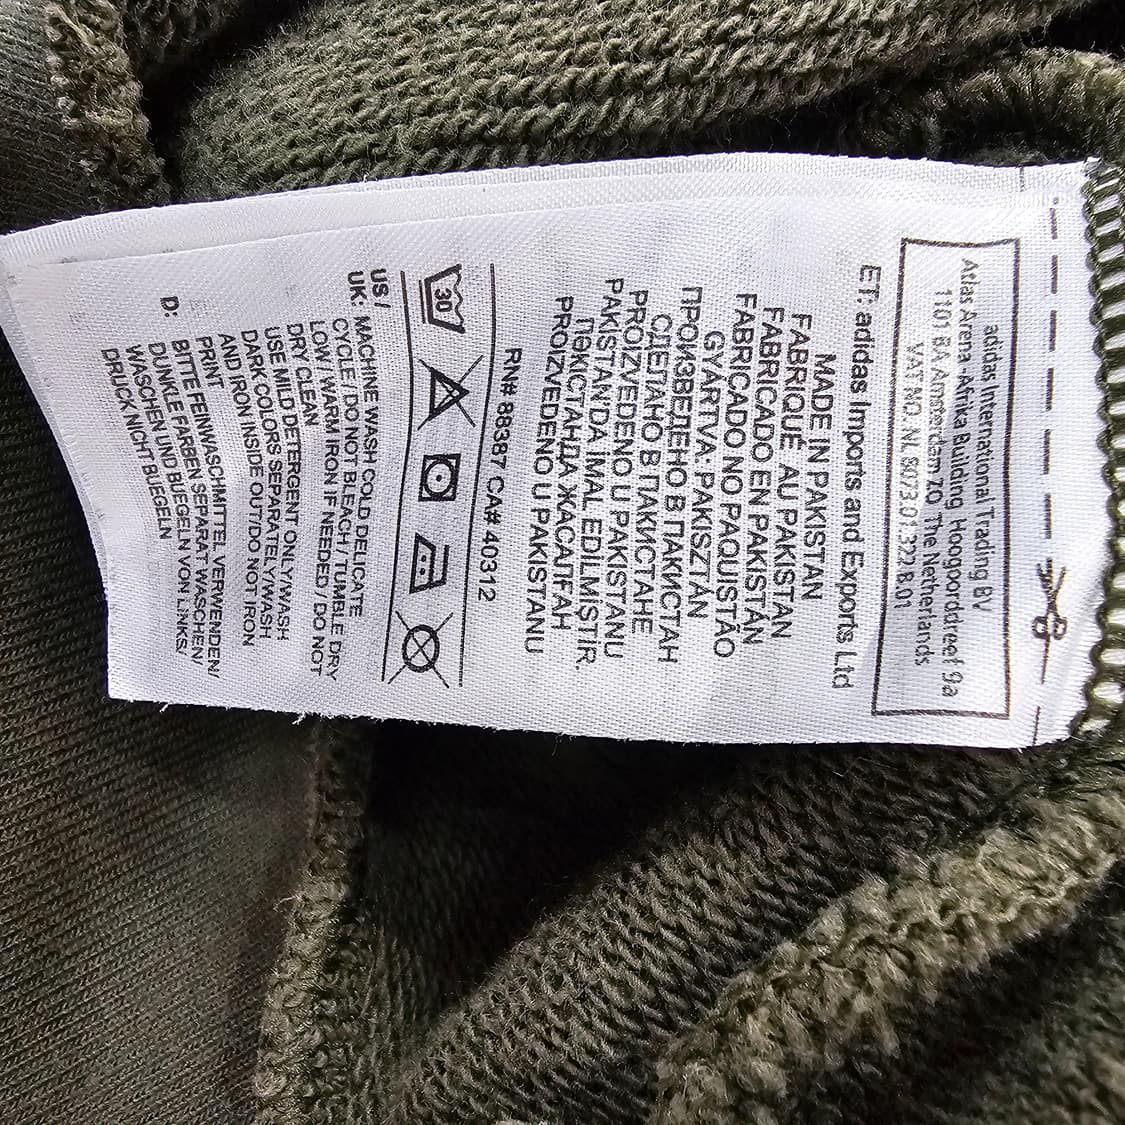 adidas International Trading BV
Atlas Arena -Afrika Building Hoogoorddreef 9a
1101 BA Amsterdam ZO, The Netherlands
VAT NO. NL 8073.01.322.B.01
ET: adidas Imports and Exports Ltd
MADE IN PAKISTAN
FABRIQUÉ AU PAKISTAN
FABRICADO EN PAKISTÁN
FABRICADO NO PAQUISTÃO
GYÁRTVA: PAKISZTÁN
ПРОИЗВЕДЕНО В ПАКИСТАН
СДЕЛАНО В ПАКИСТАНЕ
PROIZVEDENO U PAKISTANU
PAKISTAN'DA İMAL EDİLMİŞTİR
ПӘКІСТАНДА ЖАСАЛҒАН
PROIZVEDENO U PAKISTANU
RN# 88387 CA# 40312
30
US /
UK: MACHINE WASH COLD DELICATE
CYCLE / DO NOT BLEACH / TUMBLE DRY
LOW / WARM IRON IF NEEDED / DO NOT
DRY CLEAN
USE MILD DETERGENT ONLY/WASH
DARK COLORS SEPARATELY/WASH
AND IRON INSIDE OUT/DO NOT IRON
PRINT
D: BITTE FEINWASCHMITTEL VERWENDEN/
DUNKLE FARBEN SEPARAT WASCHEN/
WASCHEN UND BUEGELN VON LINKS/
DRUCK NICHT BUEGELN